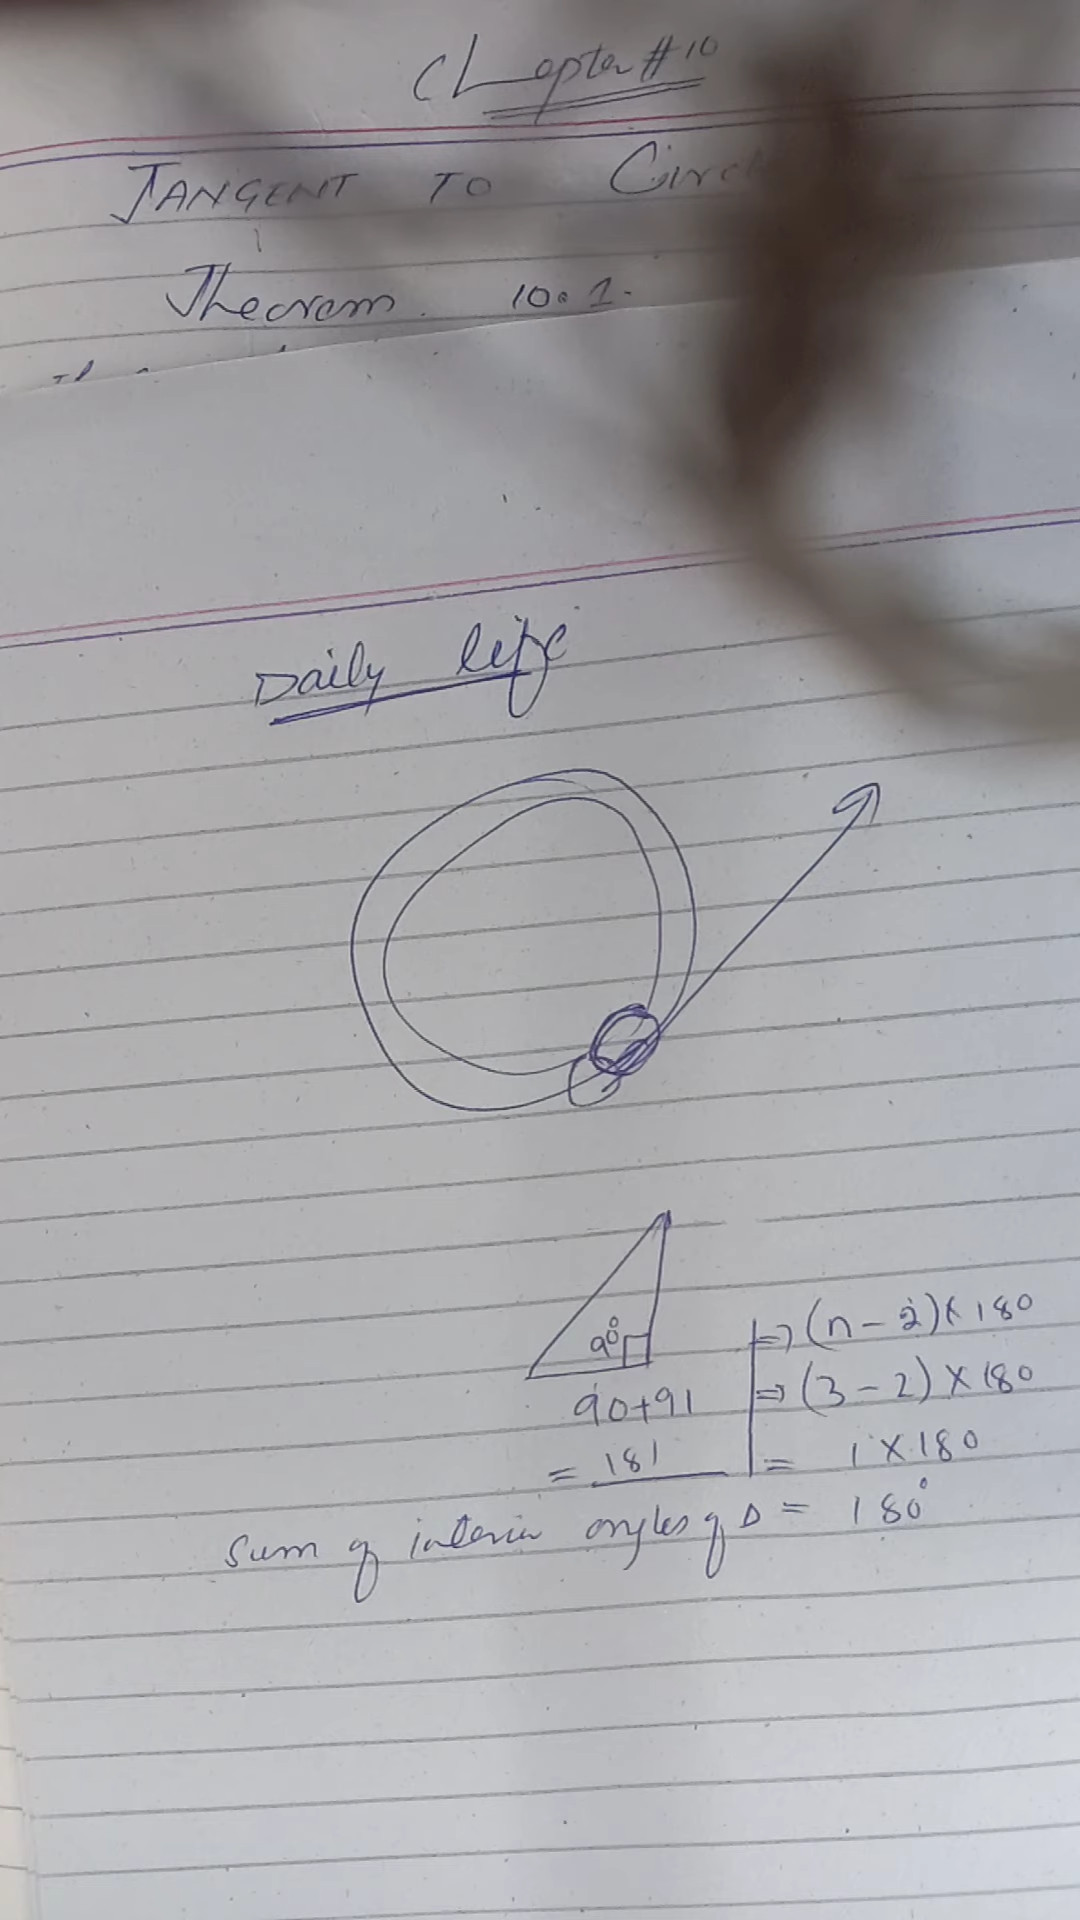 Chapter # 10
TANGENT TO
Theorem 10.1.
Daily life
90°
90+91
= 181
⇒ (n - 2) × 180
⇒ (3 - 2) × 180
= 1 × 180
Sum of interior angles of Δ = 180°